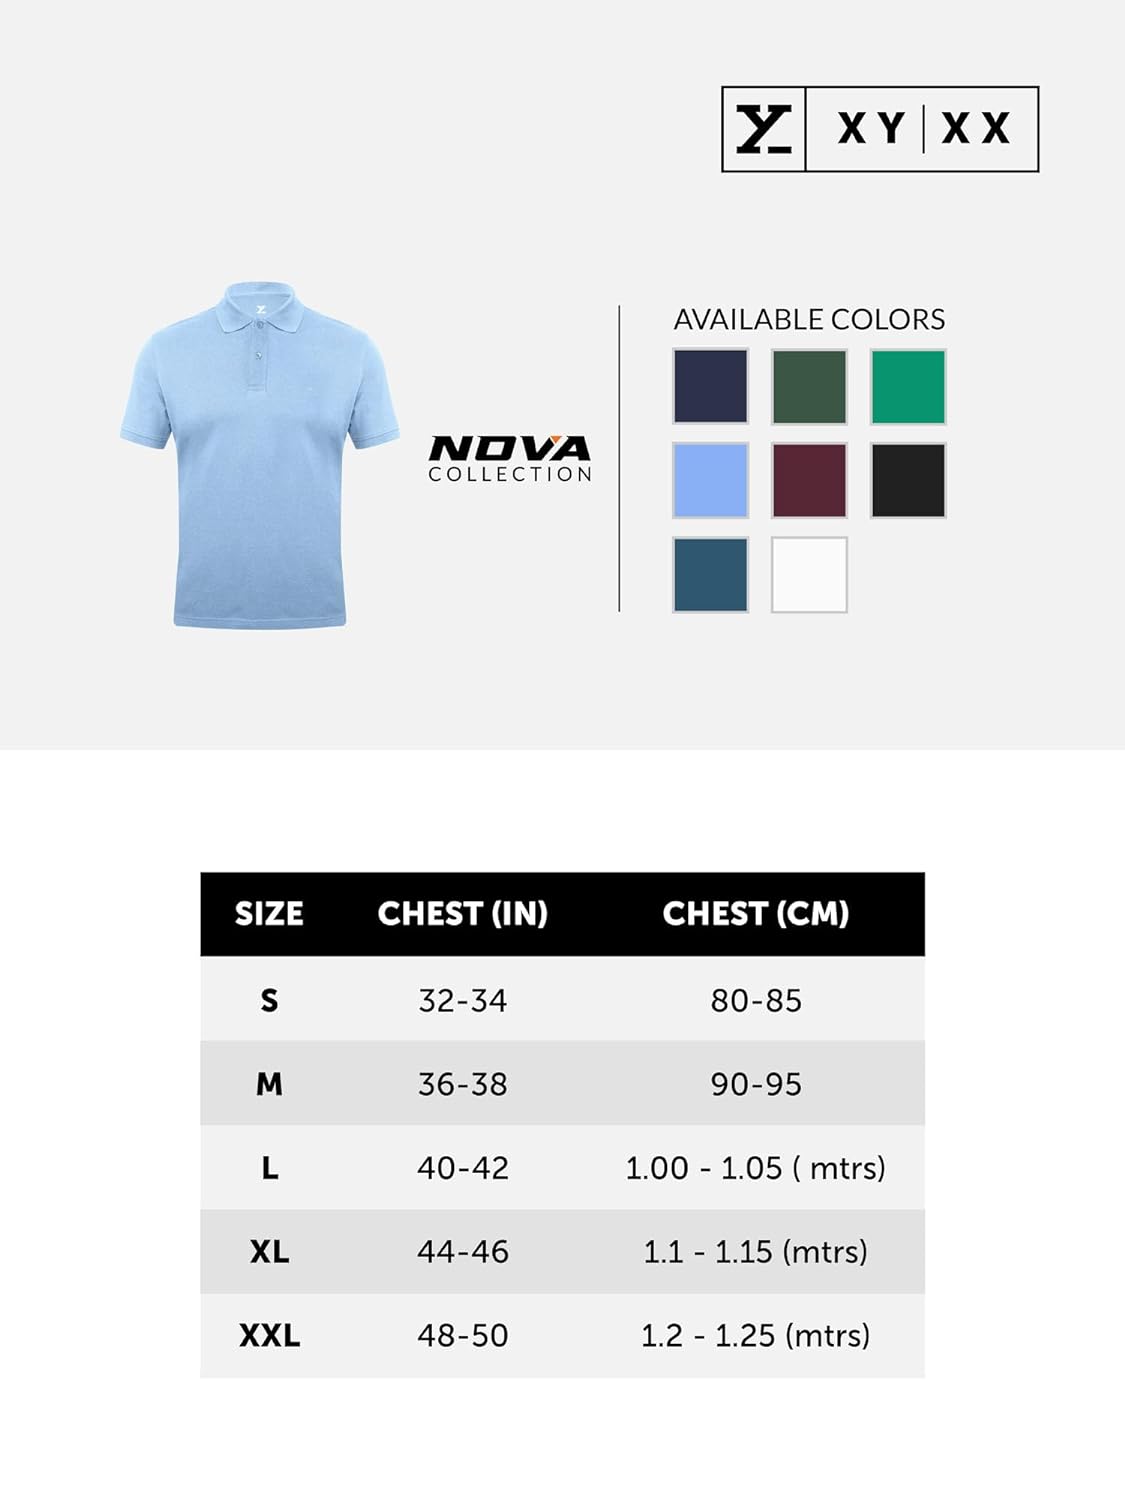 XY|XX
AVAILABLE COLORS
NOVA
COLLECTION
SIZE CHEST (IN) CHEST (CM)
S 32-34 80-85
M 36-38 90-95
L 40-42 1.00 - 1.05 ( mtrs)
XL 44-46 1.1 - 1.15 (mtrs)
XXL 48-50 1.2 - 1.25 (mtrs)